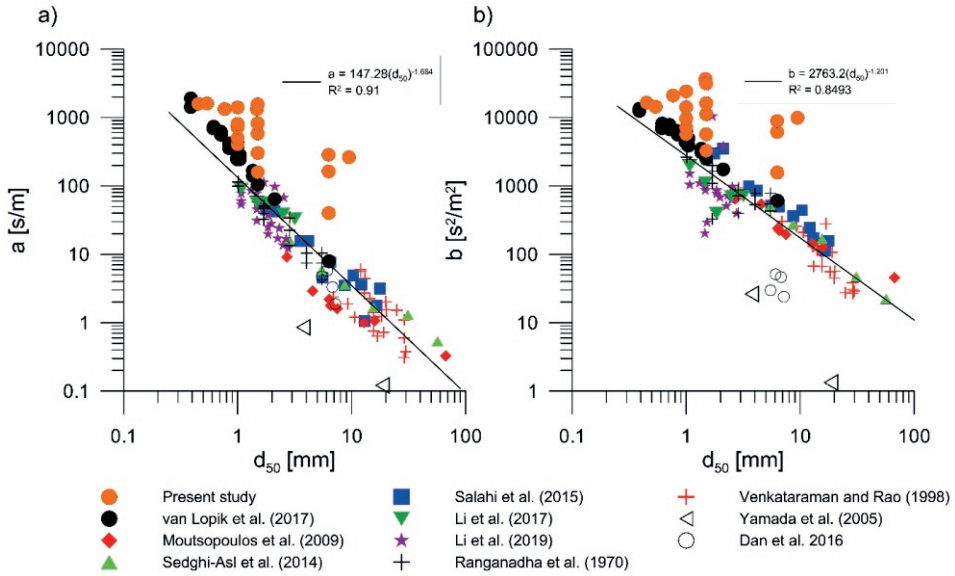 a)
a [s/m]
10000
1000
100
10
1
0.1
a = 147.28(d50)-1.684
R2 = 0.91
0.1
1
10
100
d50 [mm]
b)
b [s2/m2]
100000
10000
1000
100
10
1
b = 2763.2(d50)-1.201
R2 = 0.8493
0.1
1
10
100
d50 [mm]
Present study
van Lopik et al. (2017)
Moutsopoulos et al. (2009)
Sedghi-Asl et al. (2014)
Salahi et al. (2015)
Li et al. (2017)
Li et al. (2019)
Ranganadha et al. (1970)
Venkataraman and Rao (1998)
Yamada et al. (2005)
Dan et al. 2016